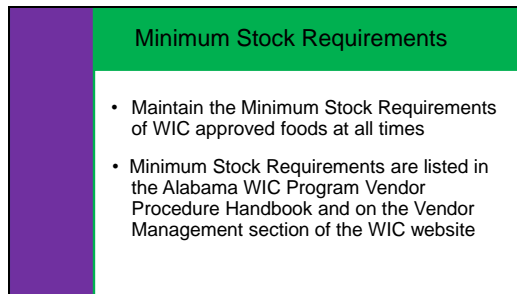 Minimum Stock Requirements
• Maintain the Minimum Stock Requirements
of WIC approved foods at all times
• Minimum Stock Requirements are listed in
the Alabama WIC Program Vendor
Procedure Handbook and on the Vendor
Management section of the WIC website